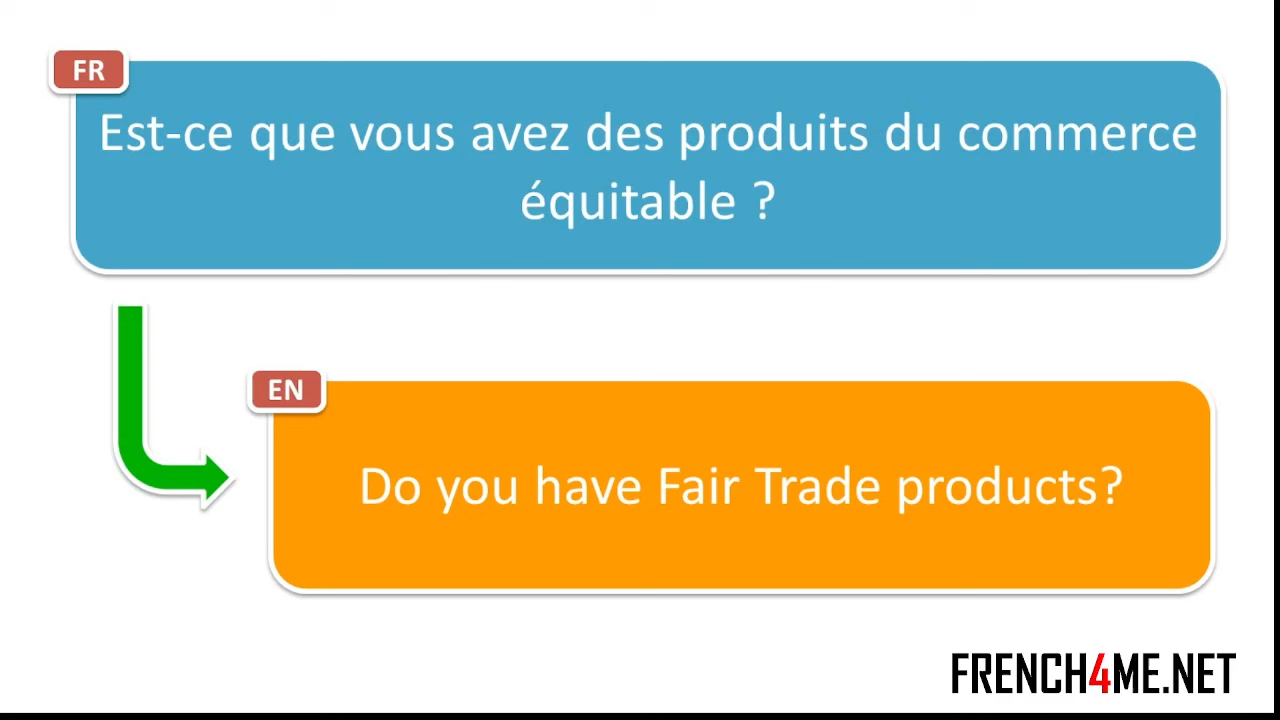 FR
Est-ce que vous avez des produits du commerce
équitable ?
EN
Do you have Fair Trade products?
FRENCH4ME.NET